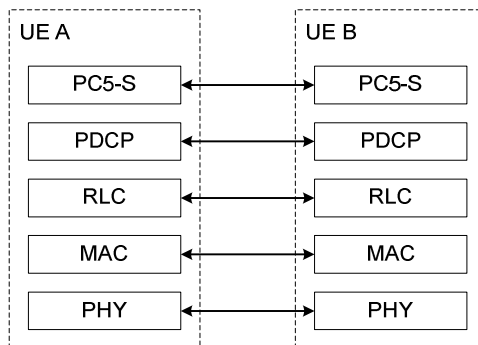 UE A UE B
PC5-S PC5-S
PDCP PDCP
RLC RLC
MAC MAC
PHY PHY